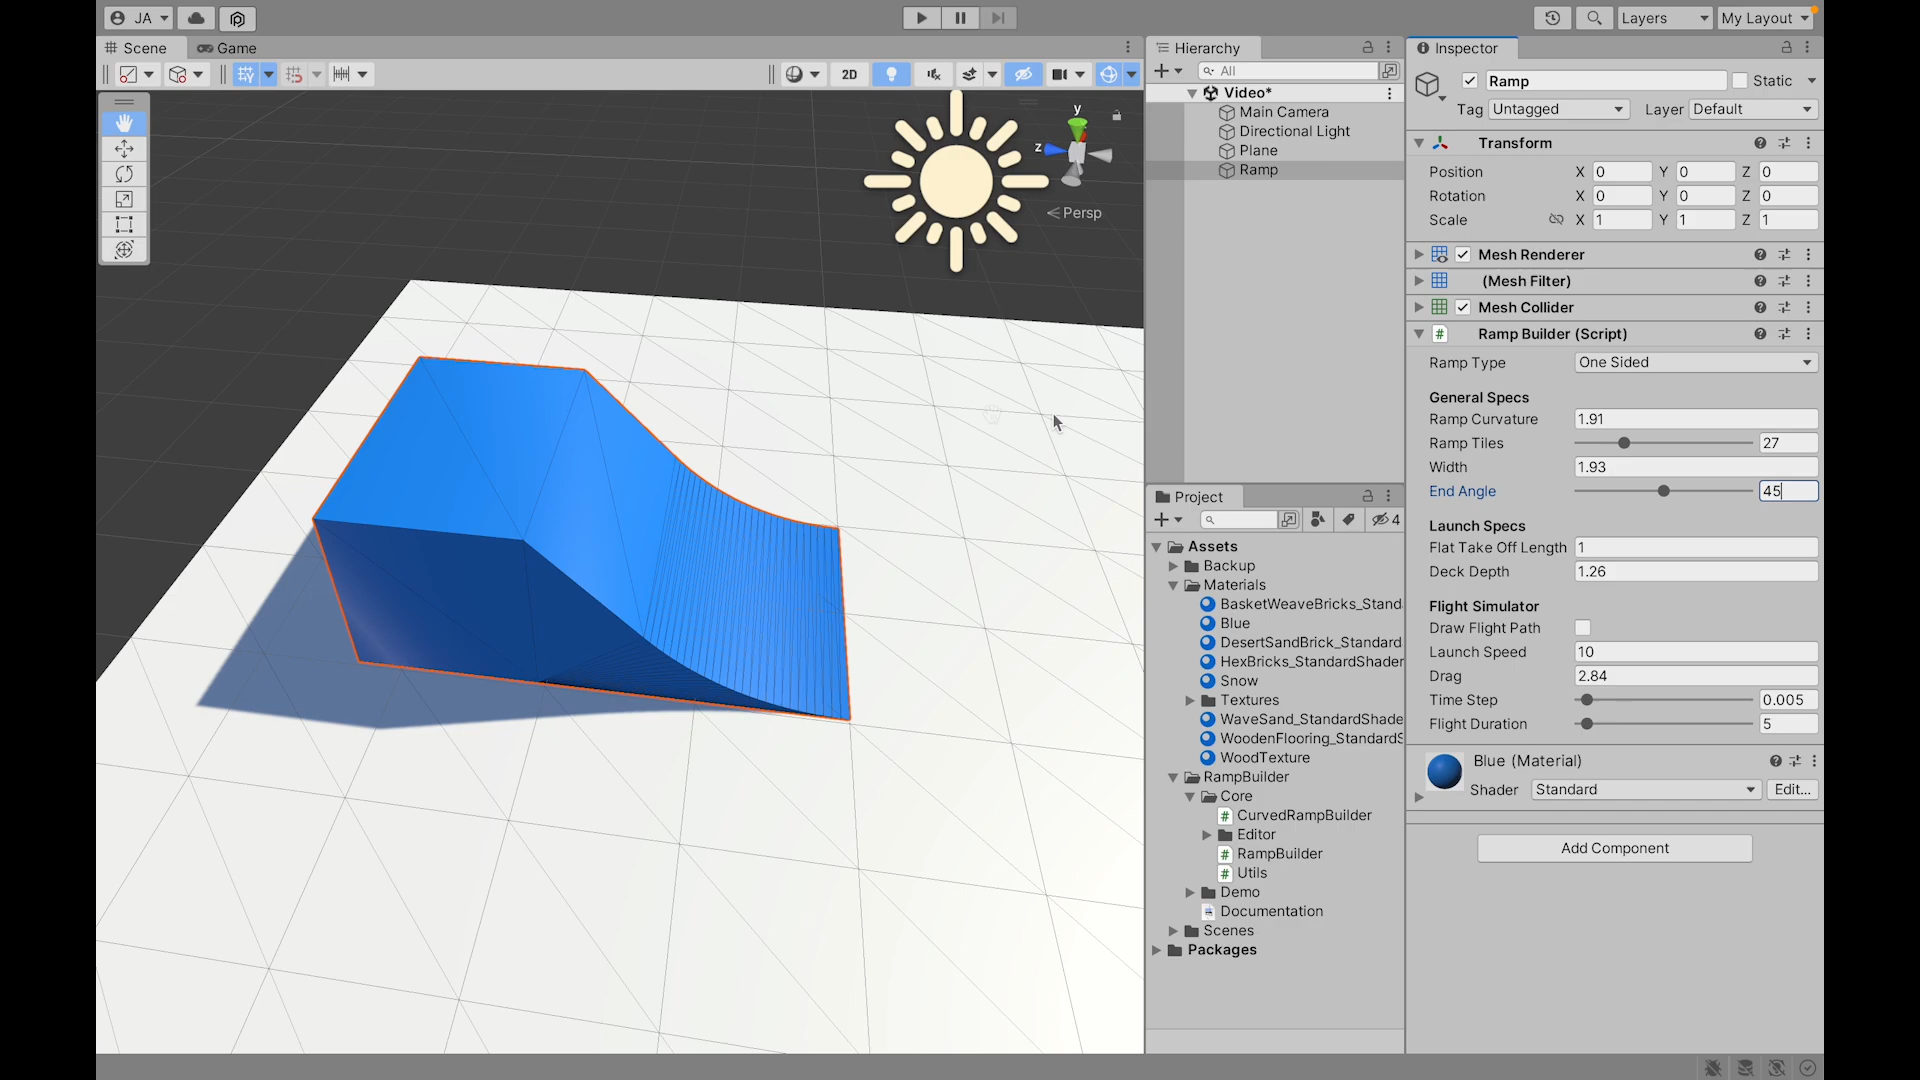 JA
Layers
My Layout
Scene
Game
2D
y
z
Persp
Hierarchy
All
Video*
Main Camera
Directional Light
Plane
Ramp
Project
4
Assets
Backup
Materials
BasketWeaveBricks_Stand
Blue
DesertSandBrick_Standard
HexBricks_StandardShader
Snow
Textures
WaveSand_StandardShade
WoodenFlooring_StandardS
WoodTexture
RampBuilder
Core
CurvedRampBuilder
Editor
RampBuilder
Utils
Demo
Documentation
Scenes
Packages
Inspector
Ramp Static
Tag Untagged Layer Default
Transform
Position X 0 Y 0 Z 0
Rotation X 0 Y 0 Z 0
Scale X 1 Y 1 Z 1
Mesh Renderer
(Mesh Filter)
Mesh Collider
# Ramp Builder (Script)
Ramp Type One Sided
General Specs
Ramp Curvature 1.91
Ramp Tiles 27
Width 1.93
End Angle 45
Launch Specs
Flat Take Off Length 1
Deck Depth 1.26
Flight Simulator
Draw Flight Path
Launch Speed 10
Drag 2.84
Time Step 0.005
Flight Duration 5
Blue (Material)
Shader Standard Edit...
Add Component